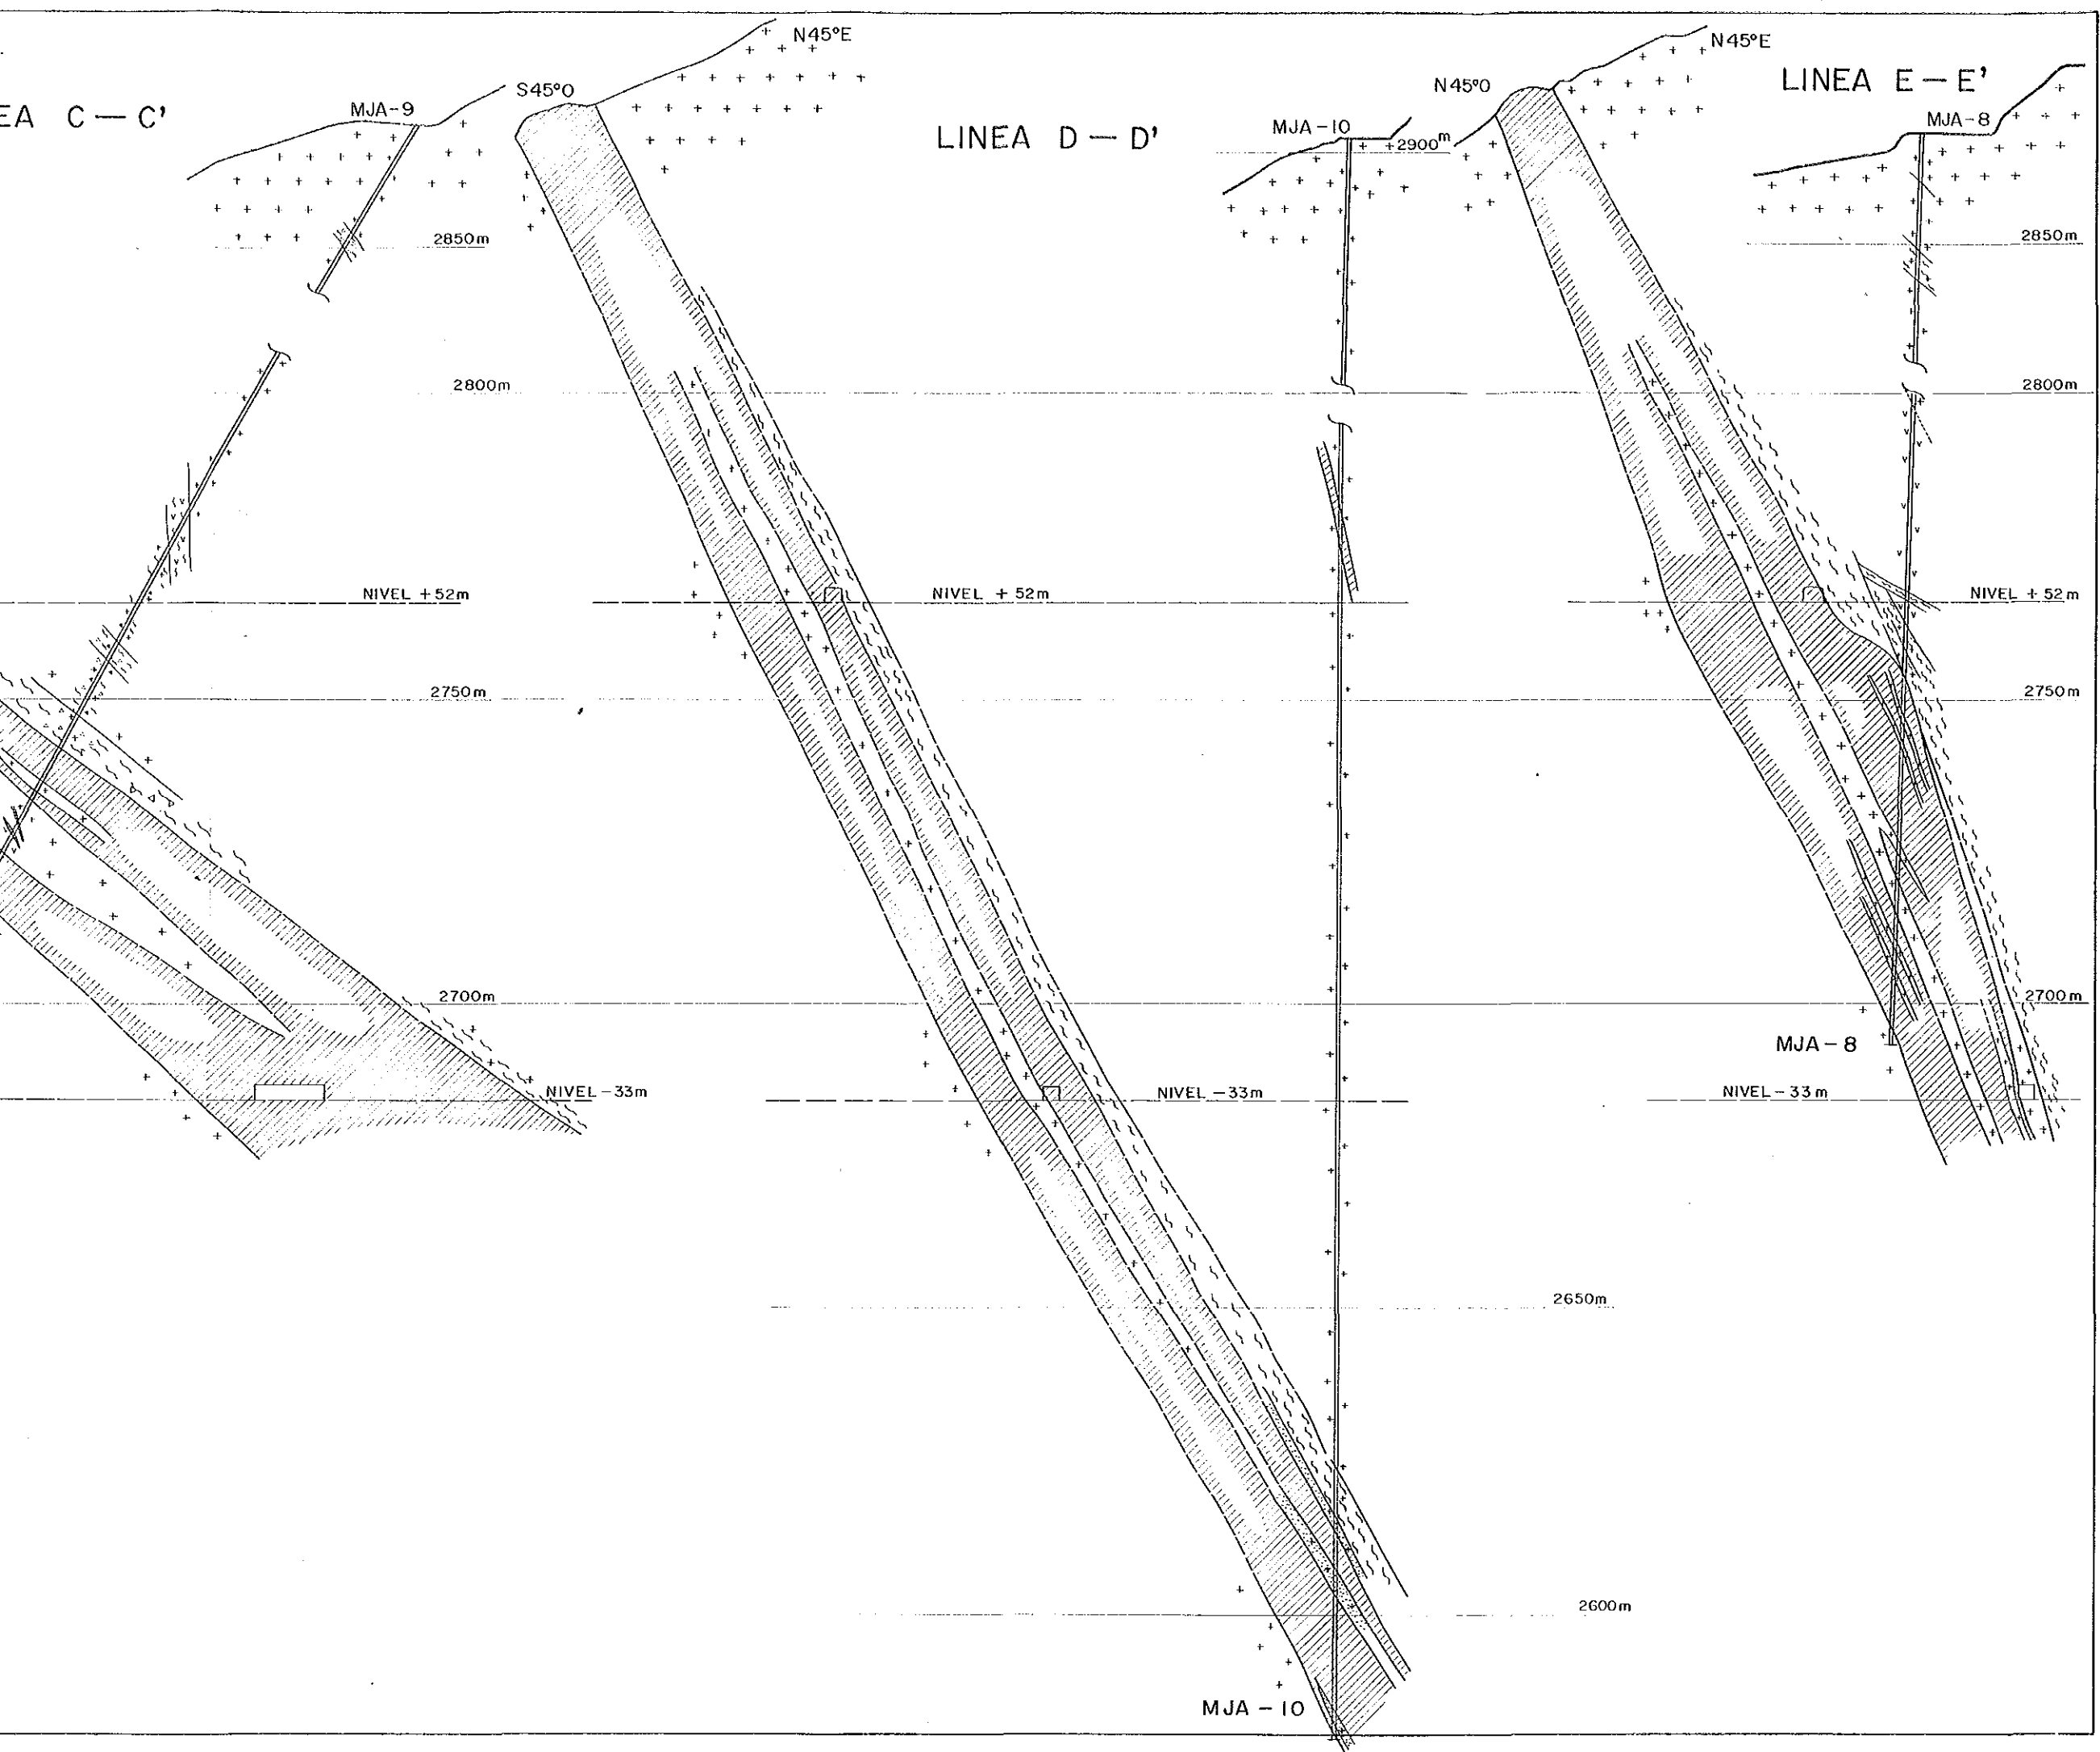 N45°E
S45°O
EA C — C'
MJA-9
2850m
2800m
NIVEL +52m
2750m
2700m
NIVEL -33m
LINEA D — D'
MJA-10
2900m
N45°O
N45°E
NIVEL + 52m
NIVEL -33m
2650m
2600m
MJA - 10
LINEA E — E'
MJA-8
2850m
2800m
NIVEL + 52m
2750m
2700m
MJA - 8
NIVEL -33m